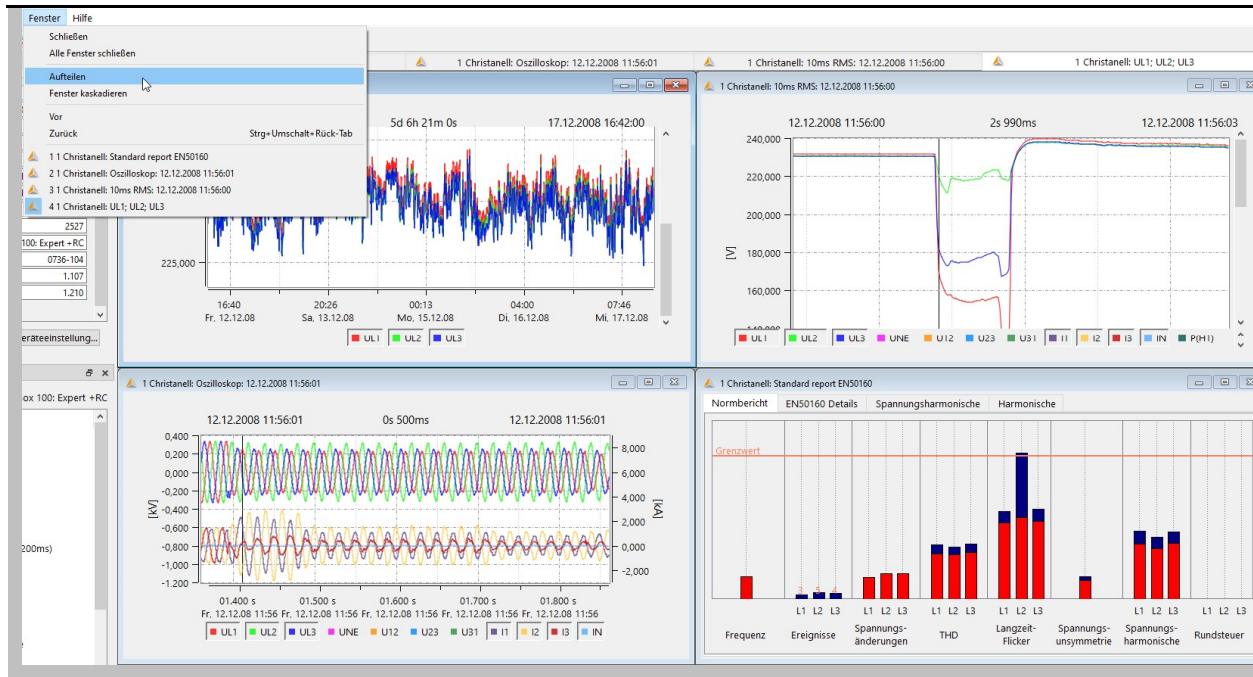 Fenster Hilfe
Schließen
Alle Fenster schließen
Aufteilen
Fenster kaskadieren
Vor
Zurück Strg+Umschalt+Rück-Tab
1 1 Christanell: Standard report EN50160
2 1 Christanell: Oszilloskop: 12.12.2008 11:56:01
3 1 Christanell: 10ms RMS: 12.12.2008 11:56:00
4 1 Christanell: UL1; UL2; UL3
2527
100: Expert +RC
0736-104
1.107
1.210
eräteeinstellung...
ox 100: Expert +RC
200ms)
1 Christanell: Oszilloskop: 12.12.2008 11:56:01
1 Christanell: 10ms RMS: 12.12.2008 11:56:00
1 Christanell: UL1; UL2; UL3
5d 6h 21m 0s 17.12.2008 16:42:00
225,000
16:40 20:26 00:13 04:00 07:46
Fr, 12.12.08 Sa, 13.12.08 Mo, 15.12.08 Di, 16.12.08 Mi, 17.12.08
UL1 UL2 UL3
1 Christanell: 10ms RMS: 12.12.2008 11:56:00
12.12.2008 11:56:00 2s 990ms 12.12.2008 11:56:03
240,000
220,000
200,000
180,000
160,000
140,000
[V]
UL1 UL2 UL3 UNE U12 U23 U31 I1 I2 I3 IN P(H1)
1 Christanell: Oszilloskop: 12.12.2008 11:56:01
12.12.2008 11:56:01 0s 500ms 12.12.2008 11:56:01
0,400
0,200
0,000
-0,200
-0,400
-0,600
-0,800
-1,000
-1,200
[kV]
8,000
6,000
4,000
2,000
0,000
-2,000
[kA]
01.400 s 01.500 s 01.600 s 01.700 s 01.800 s
Fr, 12.12.08 11:56 Fr, 12.12.08 11:56 Fr, 12.12.08 11:56 Fr, 12.12.08 11:56 Fr, 12.12.08 11:56
UL1 UL2 UL3 UNE U12 U23 U31 I1 I2 I3 IN
1 Christanell: Standard report EN50160
Normbericht EN50160 Details Spannungsharmonische Harmonische
Grenzwert
3 5 4
L1 L2 L3 L1 L2 L3 L1 L2 L3 L1 L2 L3 L1 L2 L3 L1 L2 L3
Frequenz Ereignisse Spannungs-änderungen THD Langzeit-Flicker Spannungs-unsymmetrie Spannungs-harmonische Rundsteuer